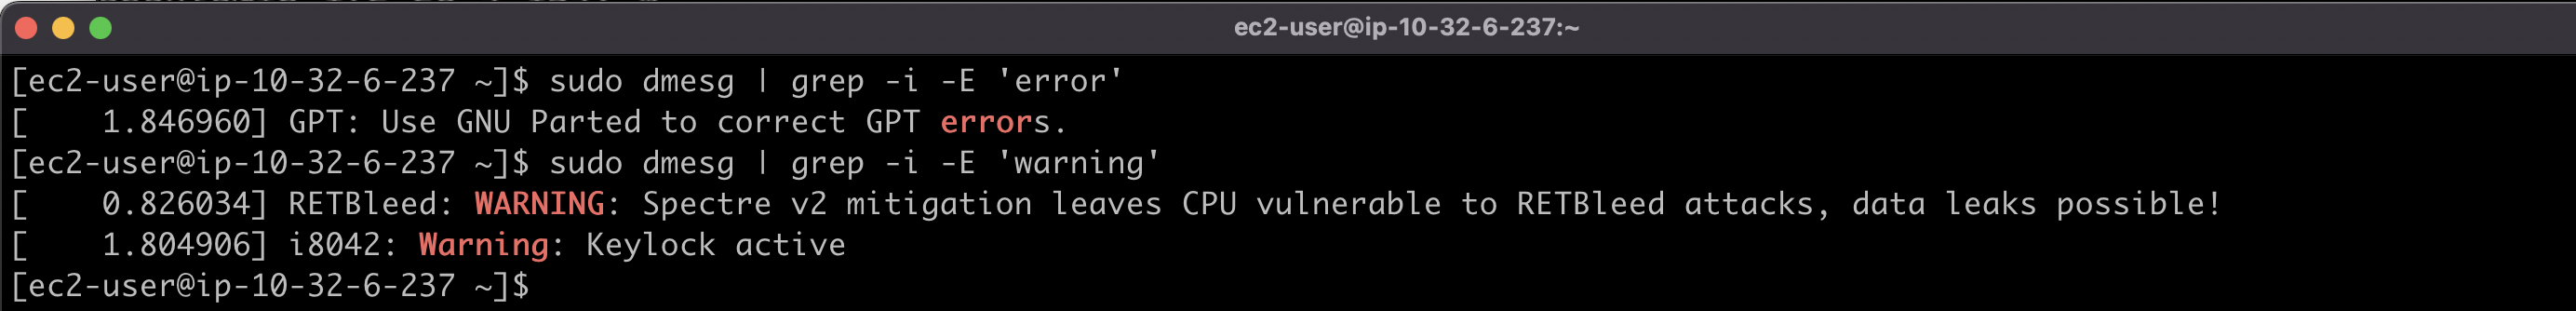 ec2-user@ip-10-32-6-237:~
[ec2-user@ip-10-32-6-237 ~]$ sudo dmesg | grep -i -E 'error'
[    1.846960] GPT: Use GNU Parted to correct GPT errors.
[ec2-user@ip-10-32-6-237 ~]$ sudo dmesg | grep -i -E 'warning'
[    0.826034] RETBleed: WARNING: Spectre v2 mitigation leaves CPU vulnerable to RETBleed attacks, data leaks possible!
[    1.804906] i8042: Warning: Keylock active
[ec2-user@ip-10-32-6-237 ~]$